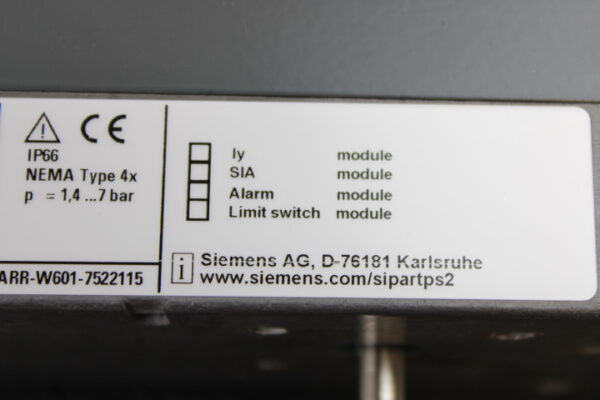 CE
IP66
NEMA Type 4x
p = 1,4 ...7 bar
ARR-W601-7522115
Iy module
SIA module
Alarm module
Limit switch module
i Siemens AG, D-76181 Karlsruhe
www.siemens.com/sipartps2